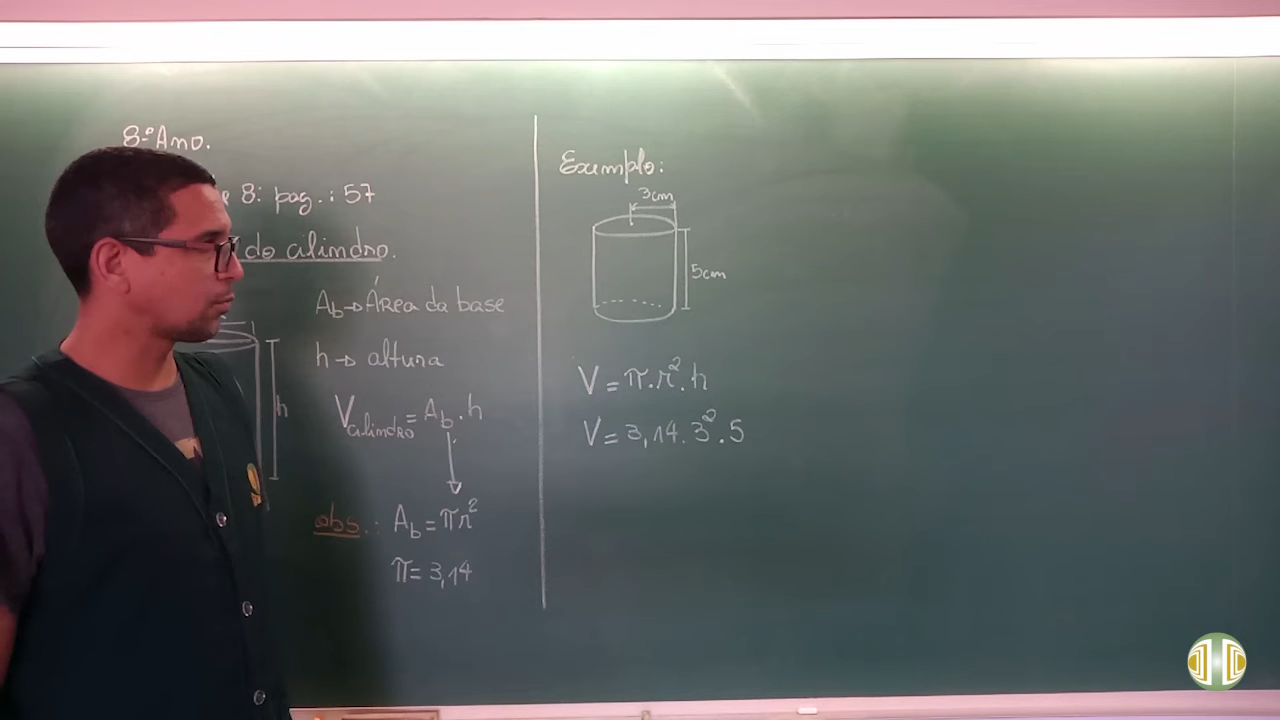 8º Ano.
8: pag.: 57
do cilindro.
h
Ab→Área da base
h→altura
Vcilindro=Ab.h
obs.: Ab=πr²
π=3,14
Exemplo:
3cm
5cm
V=π.r².h
V=3,14.3².5